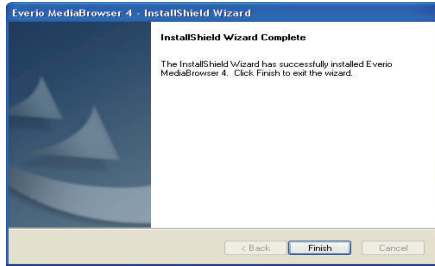 Everio MediaBrowser 4 - InstallShield Wizard
InstallShield Wizard Complete
The InstallShield Wizard has successfully installed Everio
MediaBrowser 4. Click Finish to exit the wizard.
< Back
Finish
Cancel